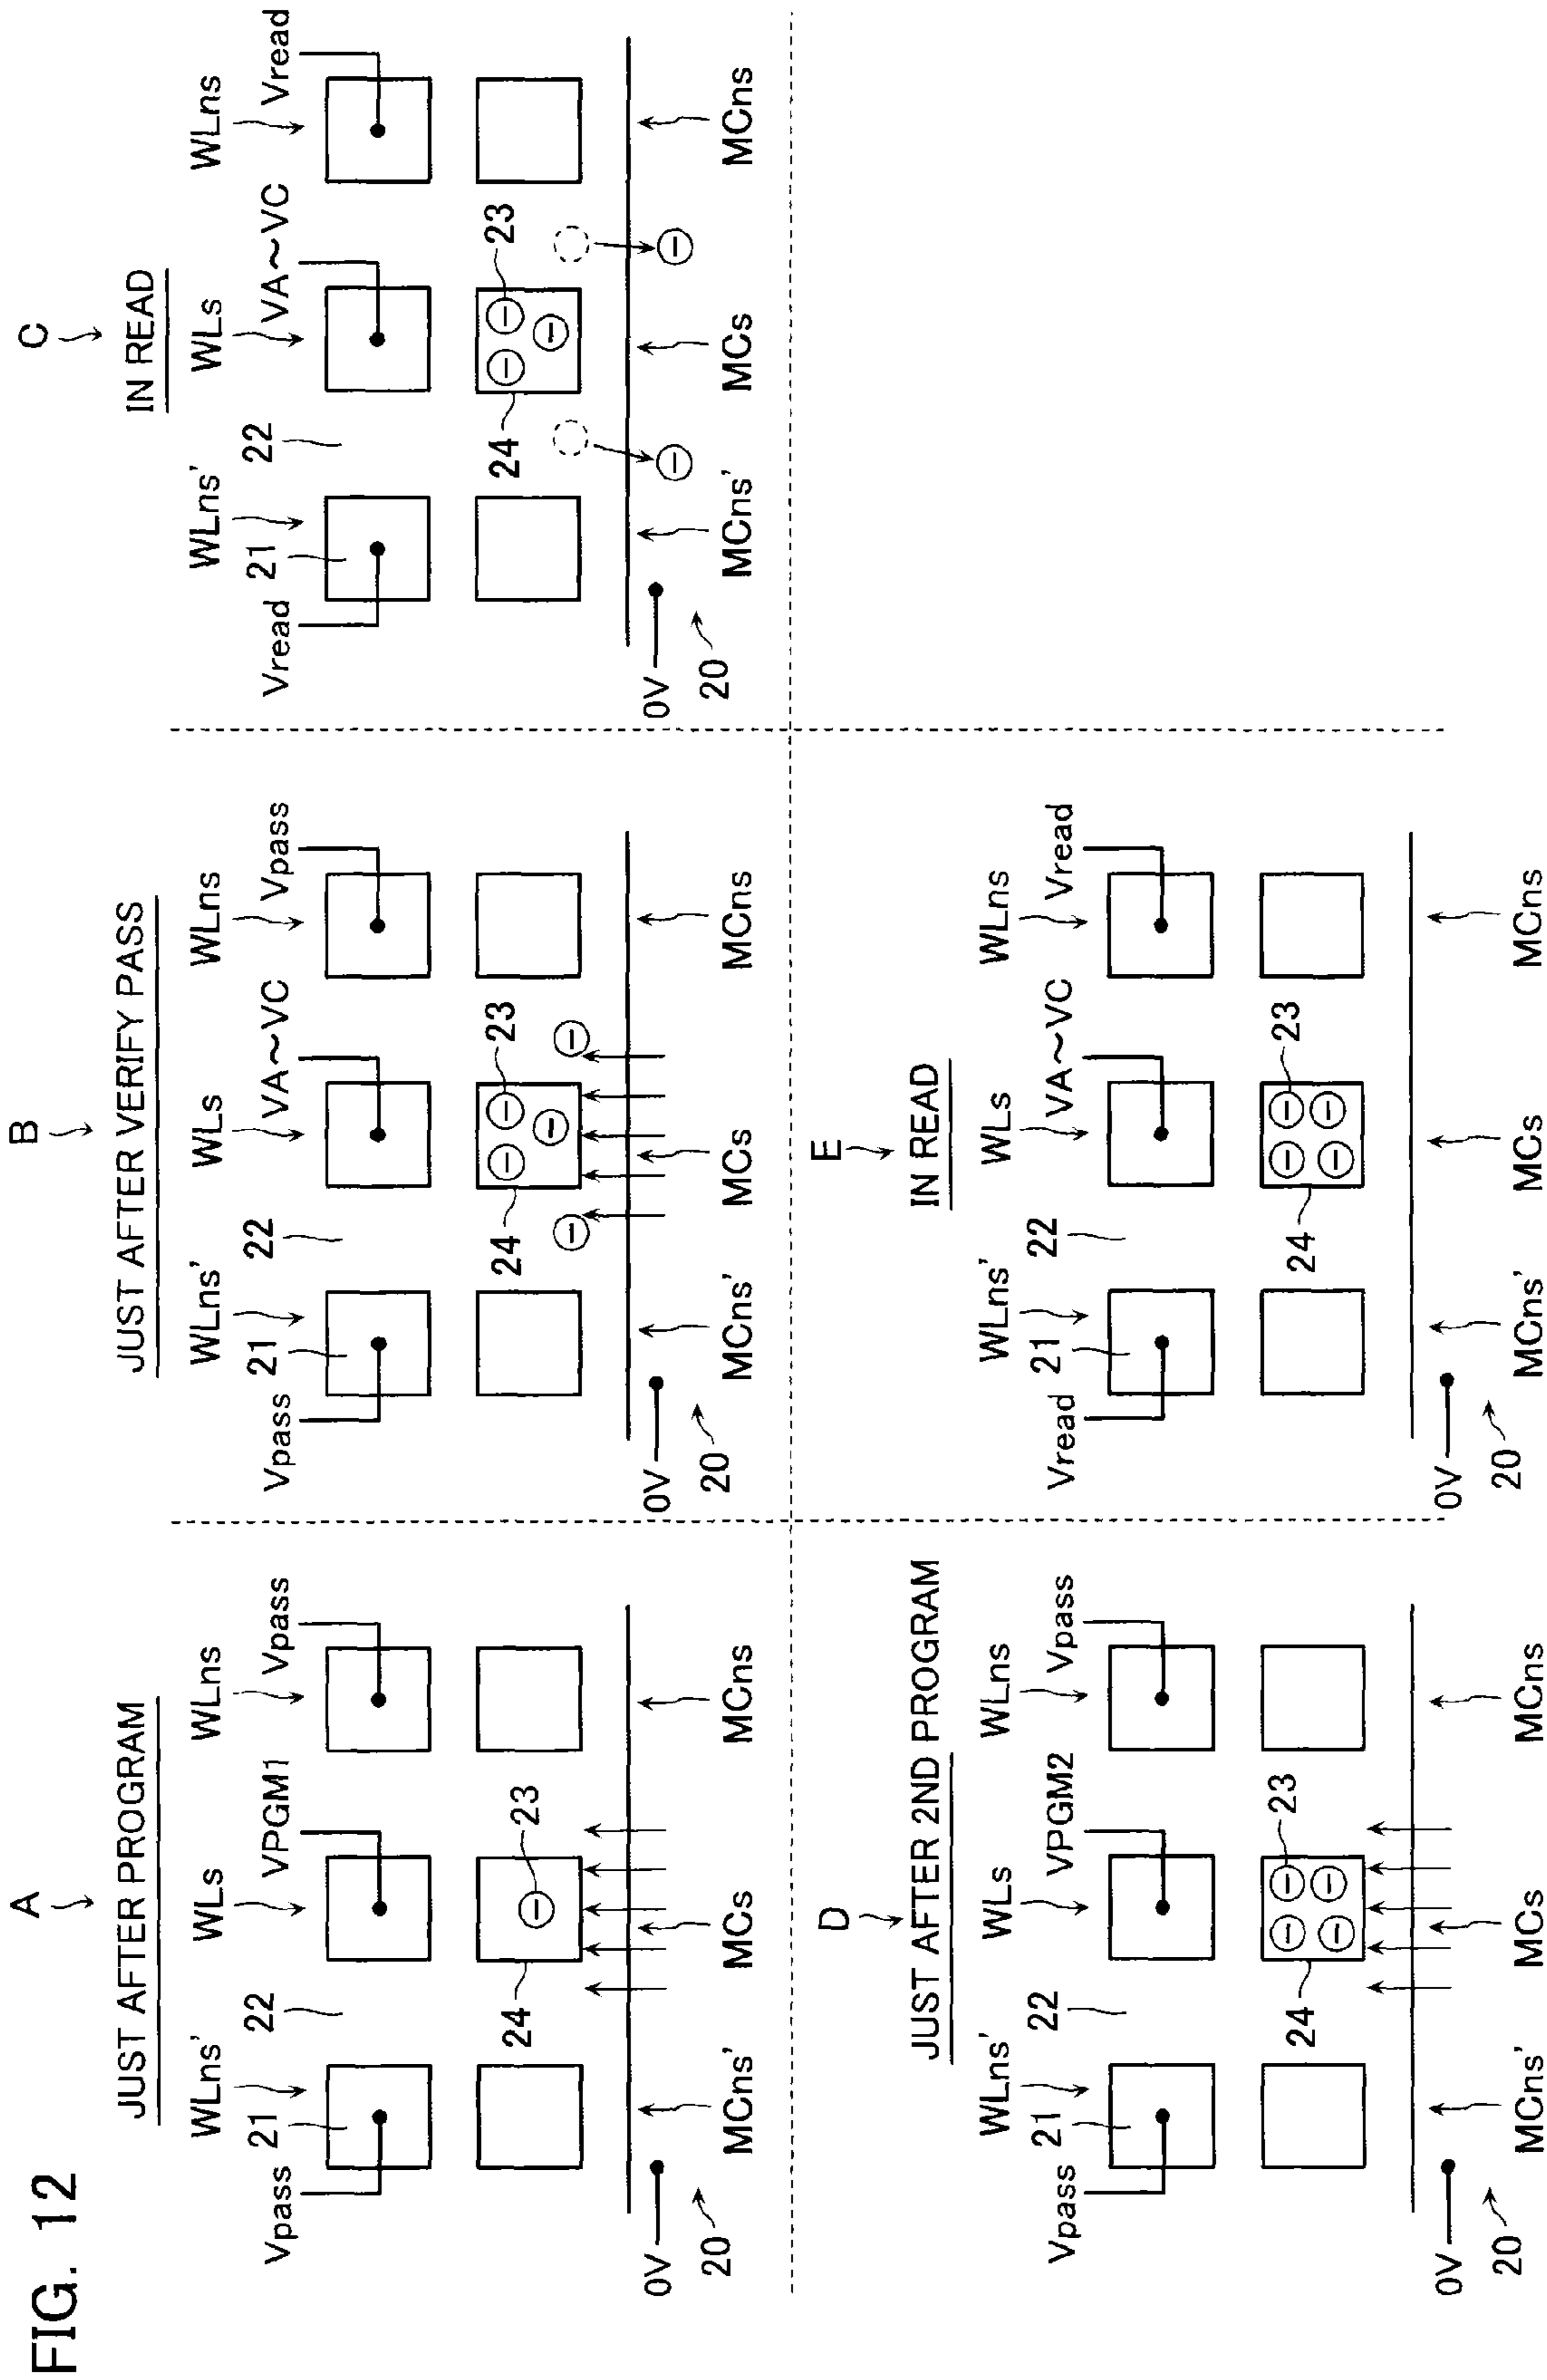 FIG. 12
A
JUST AFTER PROGRAM
WLns' WLs WLns
21 22
Vpass VPGM1 Vpass
24 23
0V
20 MCns' MCs MCns
B
JUST AFTER VERIFY PASS
WLns' WLs WLns
21 22
Vpass VA~VC Vpass
24 23
0V
20 MCns' MCs MCns
C
IN READ
WLns' WLs WLns
21 22
Vread VA~VC Vread
24 23
0V
20 MCns' MCs MCns
D
JUST AFTER 2ND PROGRAM
WLns' WLs WLns
21 22
Vpass VPGM2 Vpass
24 23
0V
20 MCns' MCs MCns
E
IN READ
WLns' WLs WLns
21 22
Vread VA~VC Vread
24 23
0V
20 MCns' MCs MCns